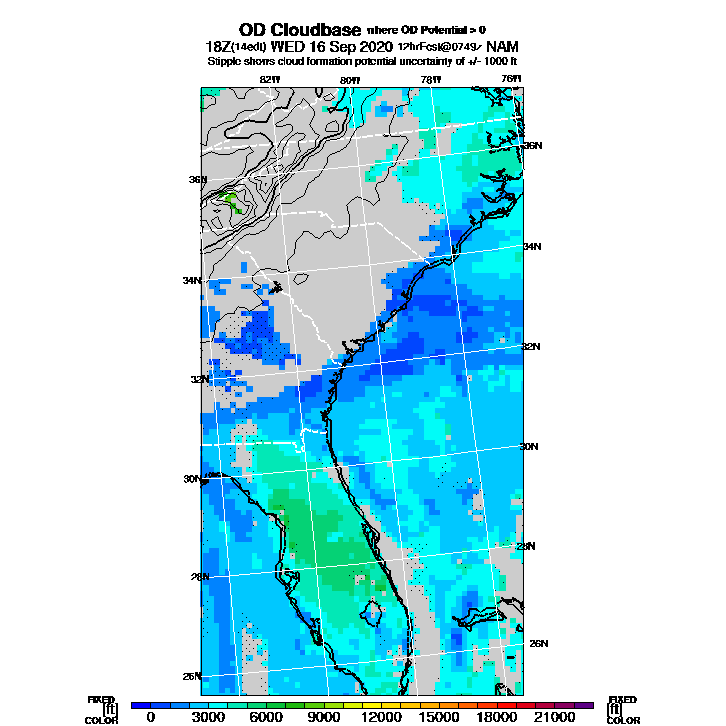 OD Cloudbase where OD Potential > 0
18Z(14edt) WED 16 Sep 2020 12hrFcst@0749z NAM
Stipple shows cloud formation potential uncertainty of +/- 1000 ft
82W 80W 78W 76W
36N
36N
34N
34N
32N
32N
30N
30N
28N
28N
26N
26N
FIXED [ft] COLOR
0 3000 6000 9000 12000 15000 18000 21000
FIXED [ft] COLOR